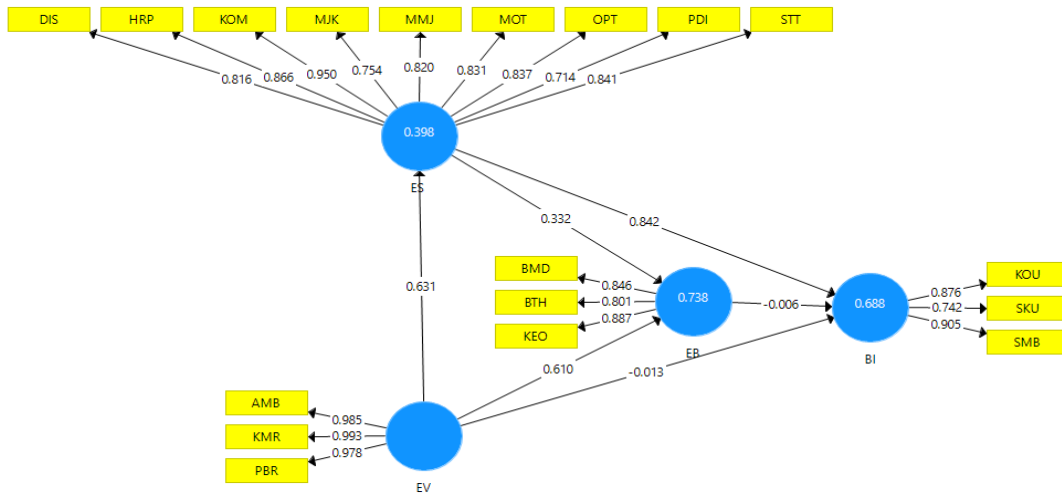 DIS HRP KOM MJK MMJ MOT OPT PDI STT
0.816 0.866 0.950 0.754 0.820 0.831 0.837 0.714 0.841
0.398
ES
0.332
0.842
0.631
BMD
BTH
KEO
0.846
0.801
0.887
0.738
EB
-0.006
0.688
BI
0.876
0.742
0.905
KOU
SKU
SMB
0.610
-0.013
AMB
KMR
PBR
0.985
0.993
0.978
EV